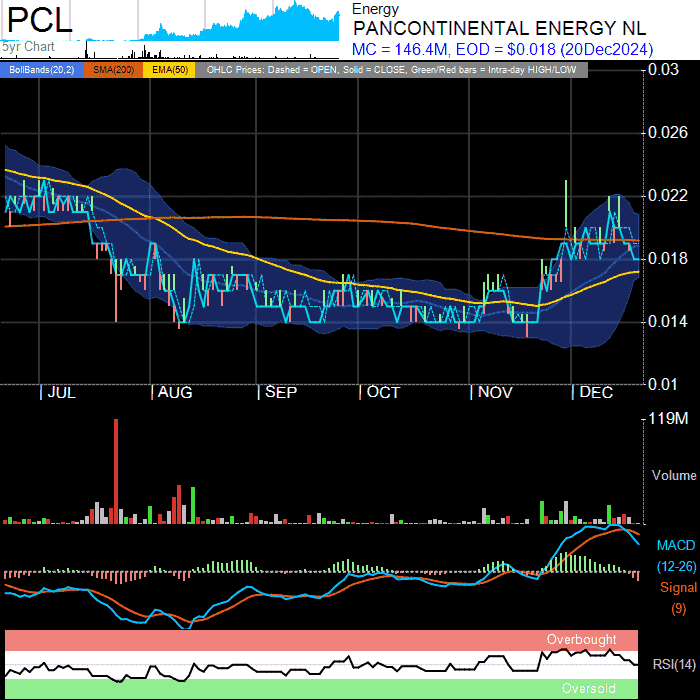 PCL
Energy
PANCONTINENTAL ENERGY NL
5yr Chart
MC = 146.4M, EOD = $0.018 (20Dec2024)
BollBands(20,2) SMA(200) EMA(50) OHLC Prices: Dashed = OPEN, Solid = CLOSE, Green/Red bars = Intra-day HIGH/LOW
0.03
0.026
0.022
0.018
0.014
0.01
JUL AUG SEP OCT NOV DEC
119M
Volume
MACD
(12-26)
Signal
(9)
Overbought
RSI(14)
Oversold